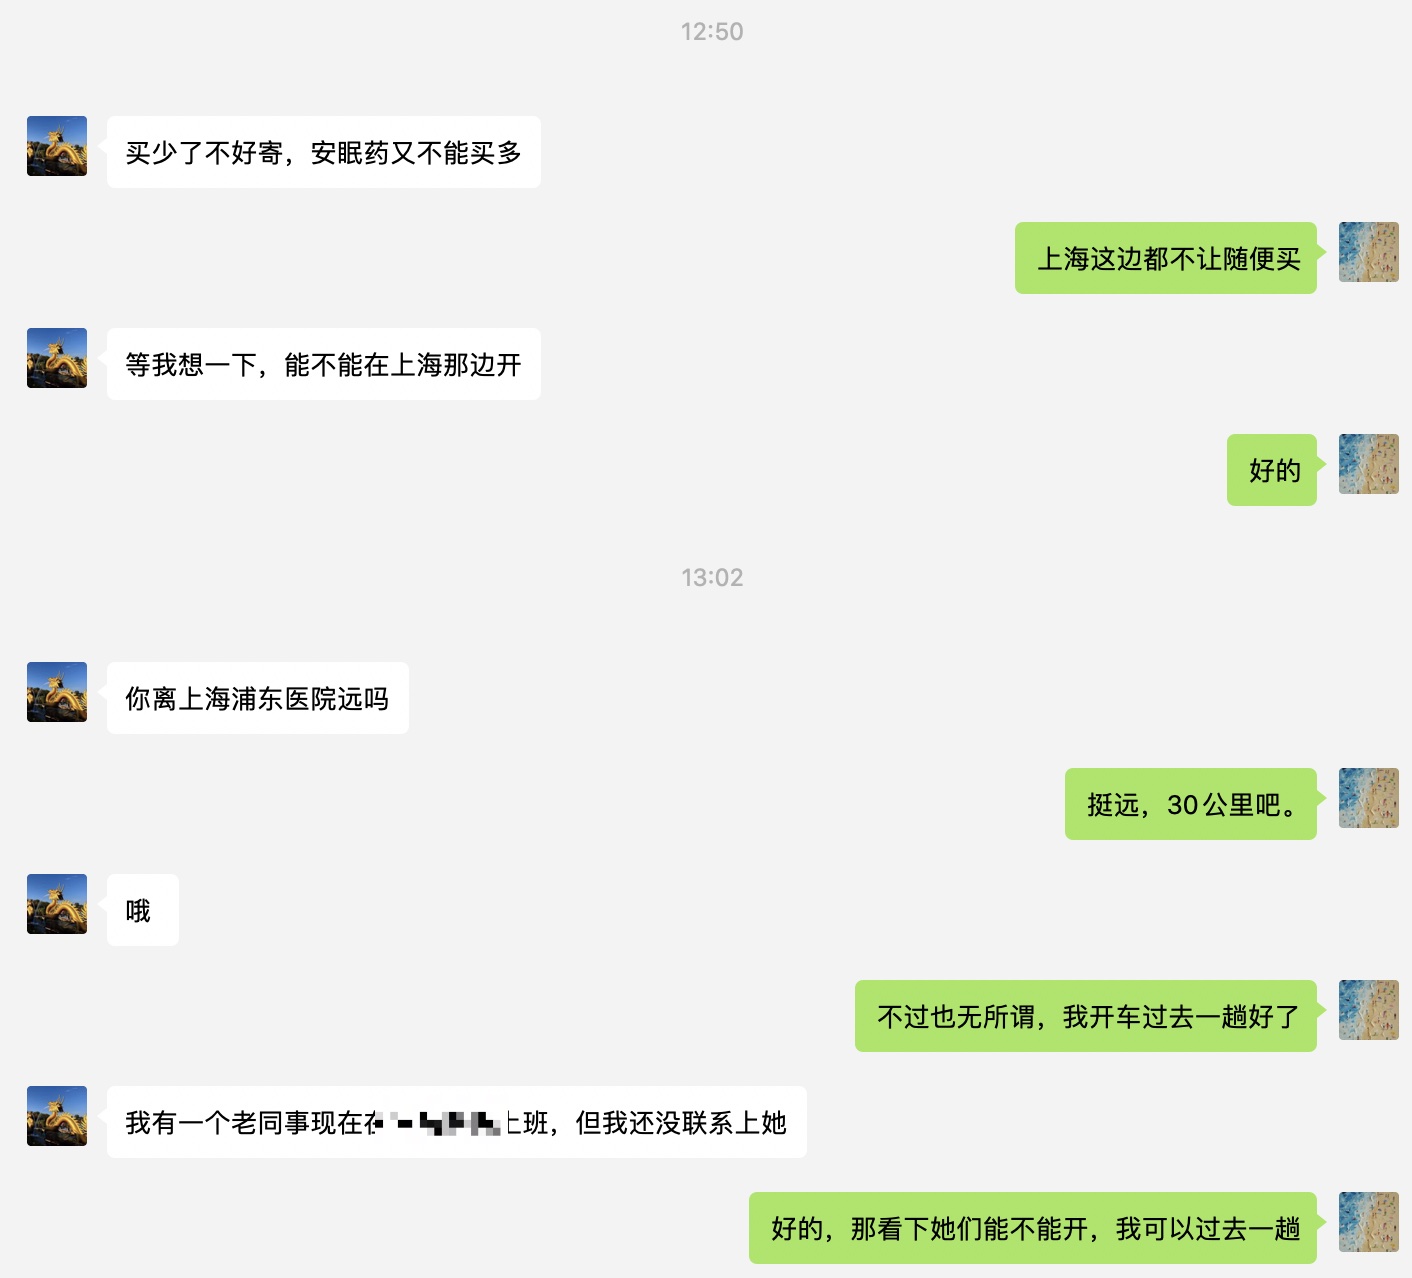 12:50
买少了不好寄，安眠药又不能买多
上海这边都不让随便买
等我想一下，能不能在上海那边开
好的
13:02
你离上海浦东医院远吗
挺远，30公里吧。
哦
不过也无所谓，我开车过去一趟好了
我有一个老同事现在在上班，但我还没联系上她
好的，那看下她们能不能开，我可以过去一趟